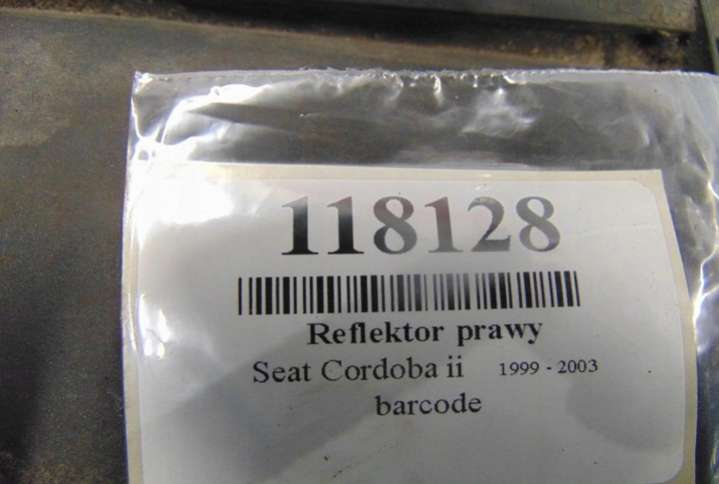 118128
Reflektor prawy
Seat Cordoba ii 1999 - 2003
barcode